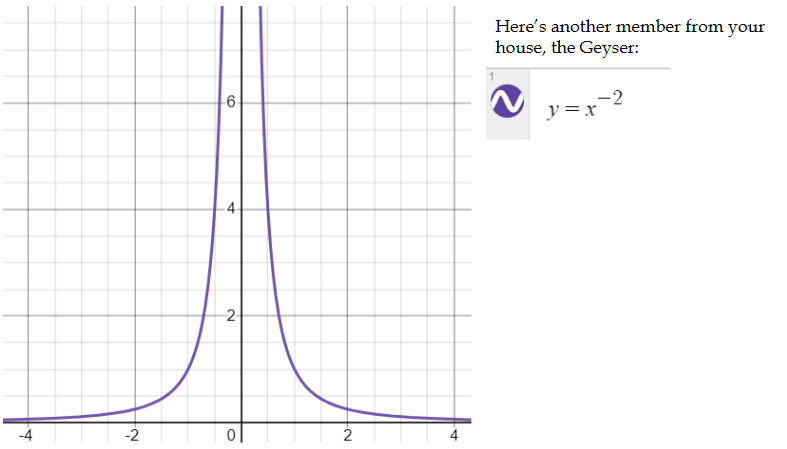 Here's another member from your
house, the Geyser:
1
y = x⁻²
6
4
2
-4 -2 0 2 4